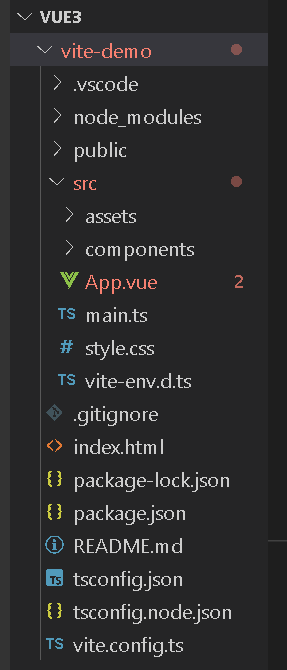 VUE3
vite-demo
.vscode
node_modules
public
src
assets
components
App.vue 2
TS main.ts
# style.css
TS vite-env.d.ts
.gitignore
<> index.html
{} package-lock.json
{} package.json
README.md
TS tsconfig.json
{} tsconfig.node.json
TS vite.config.ts